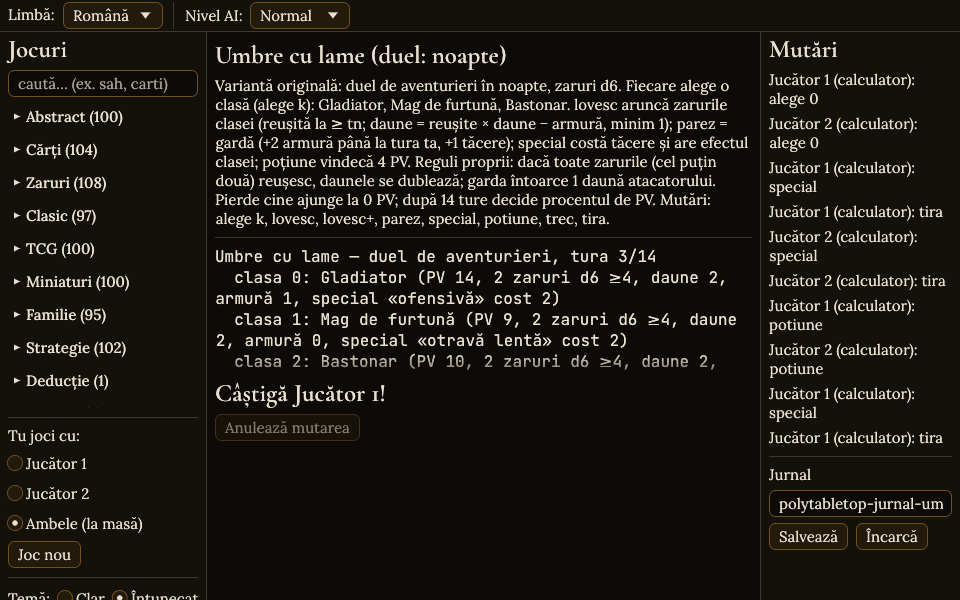 Limbă: Română Nivel AI: Normal
Jocuri
caută... (ex. sah, carti)
Abstract (100)
Cărți (104)
Zaruri (108)
Clasic (97)
TCG (100)
Miniaturi (100)
Familie (95)
Strategie (102)
Deducție (1)
Tu joci cu:
Jucător 1
Jucător 2
Ambele (la masă)
Joc nou
Temă: Clar Întunecat
Umbre cu lame (duel: noapte)
Variantă originală: duel de aventurieri în noapte, zaruri d6. Fiecare alege o
clasă (alege k): Gladiator, Mag de furtună, Bastonar. lovesc aruncă zarurile
clasei (reușită la ≥ tn; daune = reușite × daune − armură, minim 1); parez =
gardă (+2 armură până la tura ta, +1 tăcere); special costă tăcere și are efectul
clasei; poțiune vindecă 4 PV. Reguli proprii: dacă toate zarurile (cel puțin
două) reușesc, daunele se dublează; garda întoarce 1 daună atacatorului.
Pierde cine ajunge la 0 PV; după 14 ture decide procentul de PV. Mutări:
alege k, lovesc, lovesc+, parez, special, potiune, trec, tira.
Umbre cu lame — duel de aventurieri, tura 3/14
clasa 0: Gladiator (PV 14, 2 zaruri d6 ≥4, daune 2,
armură 1, special «ofensivă» cost 2)
clasa 1: Mag de furtună (PV 9, 2 zaruri d6 ≥4, daune
2, armură 0, special «otravă lentă» cost 2)
clasa 2: Bastonar (PV 10, 2 zaruri d6 ≥4, daune 2,
Câștigă Jucător 1!
Anulează mutarea
Mutări
Jucător 1 (calculator):
alege 0
Jucător 2 (calculator):
alege 0
Jucător 1 (calculator):
special
Jucător 1 (calculator): tira
Jucător 2 (calculator):
special
Jucător 2 (calculator): tira
Jucător 1 (calculator):
potiune
Jucător 2 (calculator):
potiune
Jucător 1 (calculator):
special
Jucător 1 (calculator): tira
Jurnal
polytabletop-jurnal-um
Salvează Încarcă